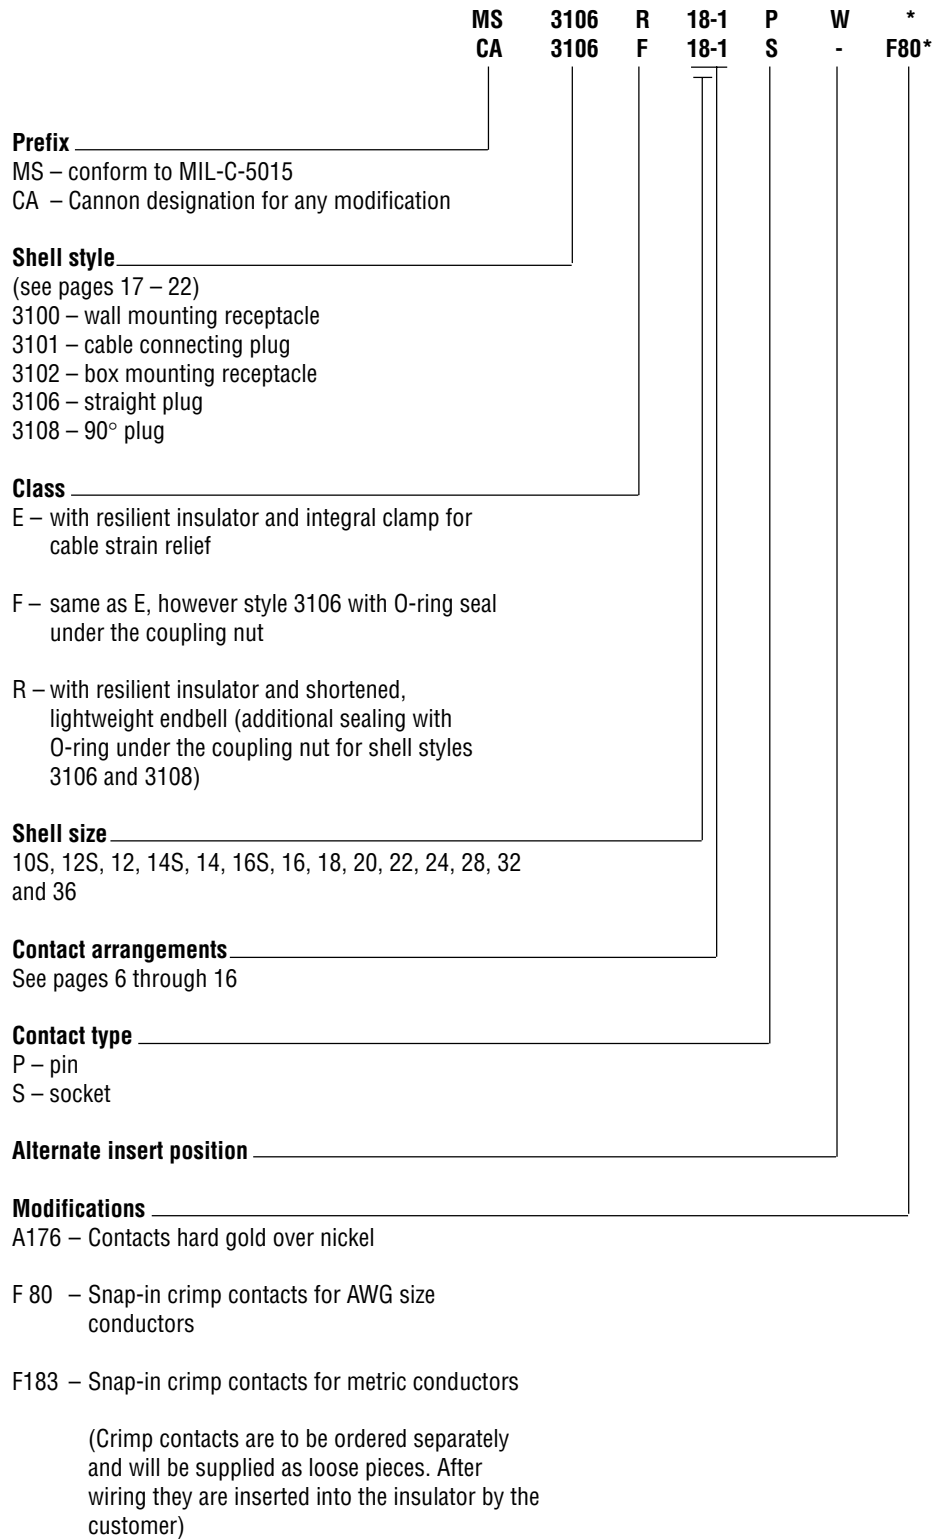 MS 3106 R 18-1 P W *
CA 3106 F 18-1 S - F80*
Prefix
MS – conform to MIL-C-5015
CA – Cannon designation for any modification
Shell style
(see pages 17 – 22)
3100 – wall mounting receptacle
3101 – cable connecting plug
3102 – box mounting receptacle
3106 – straight plug
3108 – 90° plug
Class
E – with resilient insulator and integral clamp for
cable strain relief
F – same as E, however style 3106 with O-ring seal
under the coupling nut
R – with resilient insulator and shortened,
lightweight endbell (additional sealing with
O-ring under the coupling nut for shell styles
3106 and 3108)
Shell size
10S, 12S, 12, 14S, 14, 16S, 16, 18, 20, 22, 24, 28, 32
and 36
Contact arrangements
See pages 6 through 16
Contact type
P – pin
S – socket
Alternate insert position
Modifications
A176 – Contacts hard gold over nickel
F 80 – Snap-in crimp contacts for AWG size
conductors
F183 – Snap-in crimp contacts for metric conductors
(Crimp contacts are to be ordered separately
and will be supplied as loose pieces. After
wiring they are inserted into the insulator by the
customer)